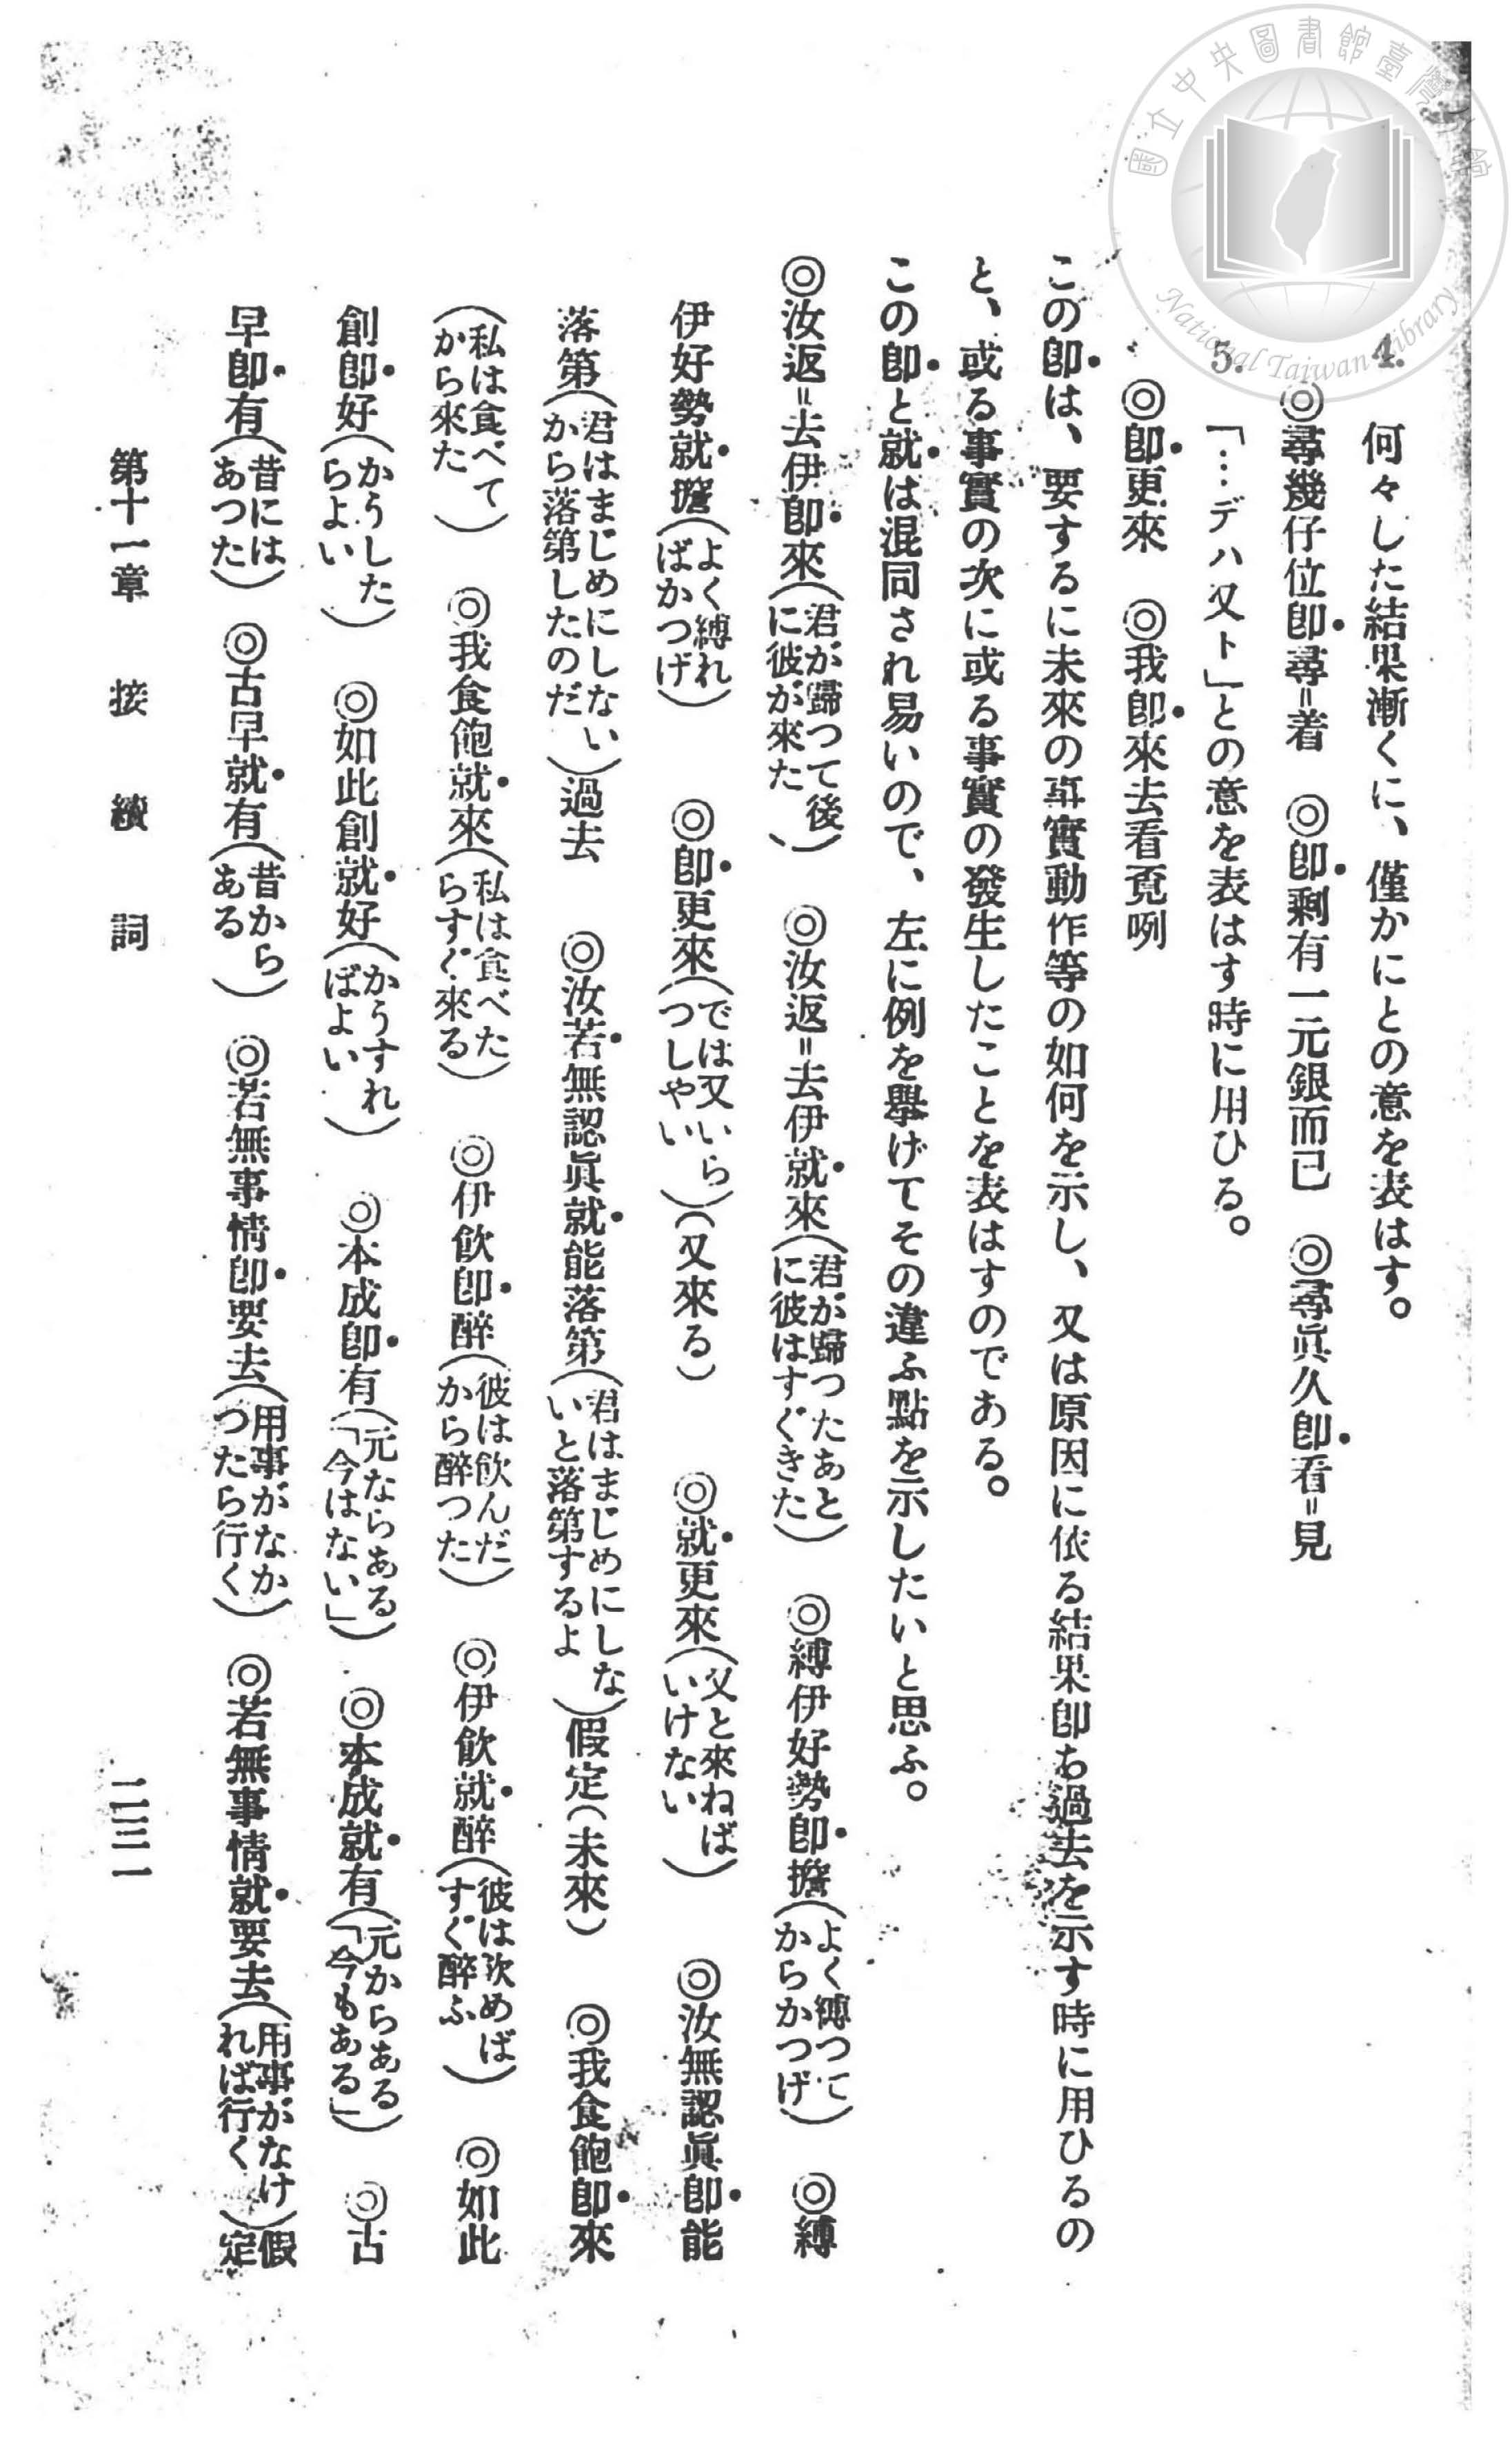 4. 何々した結果漸くに、僅かにとの意を表はす。
◎尋幾仔位卽尋=着　◎卽剩有一元銀而已　◎尋眞久卽看=見
5. 「…デハ又ト」との意を表はす時に用ひる。
◎卽更來　◎我卽來去看覓咧
この卽は、要するに未來の事實動作等の如何を示し、又は原因に依る結果卽ち過去を示す時に用ひるの
と、或る事實の次に或る事實の發生したことを表はすのである。
この卽と就は混同され易いので、左に例を擧げてその違ふ點を示したいと思ふ。
◎汝返=去伊卽來(君が歸つて後に彼が來た)　◎汝返=去伊就來(君が歸つたあとに彼はすぐきた)　◎縛伊好勢卽擔(よく縛つてからかつげ)　◎縛
伊好勢就擔(よく縛ればかつげ)　◎卽更來(では又いらつしやい)(又來る)　◎就更來(又と來ねばいけない)　◎汝無認眞卽能
落第(君はまじめにしないから落第したのだ)過去　◎汝若無認眞就能落第(君はまじめにしないと落第するよ)假定(未來)　◎我食飽卽來
(私は食べてから來た)　◎我食飽就來(私は食べたらすぐ來る)　◎伊飮卽醉(彼は飮んだから醉つた)　◎伊飮就醉(彼は飮めばすぐ醉ふ)　◎如此
創卽好(かうしたらよい)　◎如此創就好(かうすればよい)　◎本成卽有(元ならある「今はない」)　◎本成就有(元からある「今もある」)　◎古
早卽有(昔にはあつた)　◎古早就有(昔からある)　◎若無事情卽要去(用事がなかつたら行く)　◎若無事情就要去(用事がなければ行く)假定
第十一章　接續詞
二三一
國立中央圖書館臺灣分館
National Taiwan Library